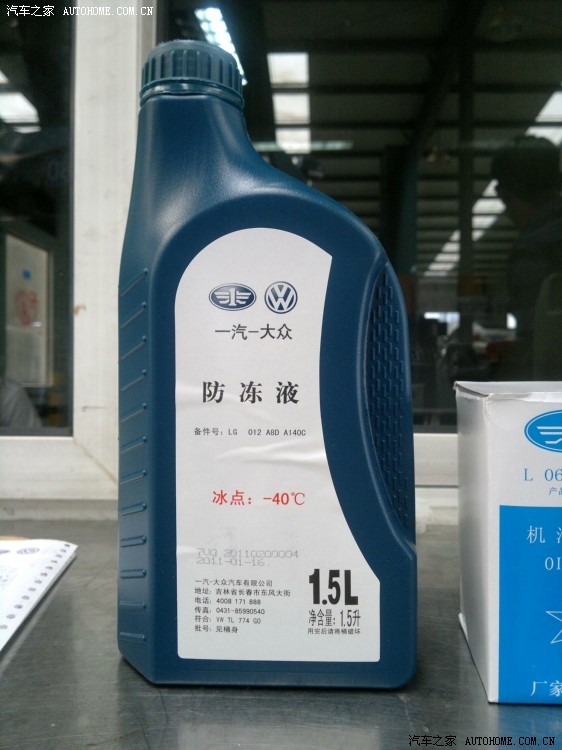 汽车之家 AUTOHOME.COM.CN
一汽-大众
防冻液
备件号: LG 012 A8D A140C
冰点: -40℃
7UQ 20110200004
2011-01-16
一汽-大众汽车有限公司
地址: 吉林省长春市东风大街
电话: 4008 171 888
传真: 0431-85990540
符合: VW TL 774 G0
批号: 见桶身
1.5L
净含量: 1.5升
用完后请将桶破坏
L 06
产品
机
厂家
汽车之家 AUTOHOME.COM.CN